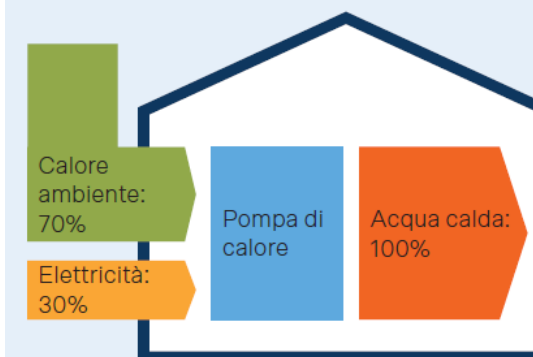 Calore
ambiente:
70%
Elettricità:
30%
Pompa di
calore
Acqua calda:
100%